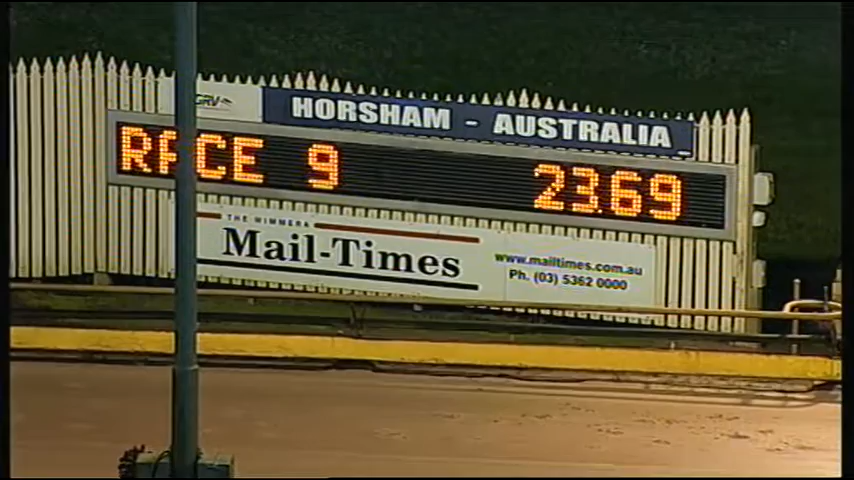 GRV
HORSHAM - AUSTRALIA
RACE 9 23.69
THE WIMMERA
Mail-Times
www.mailtimes.com.au
Ph. (03) 5362 0000